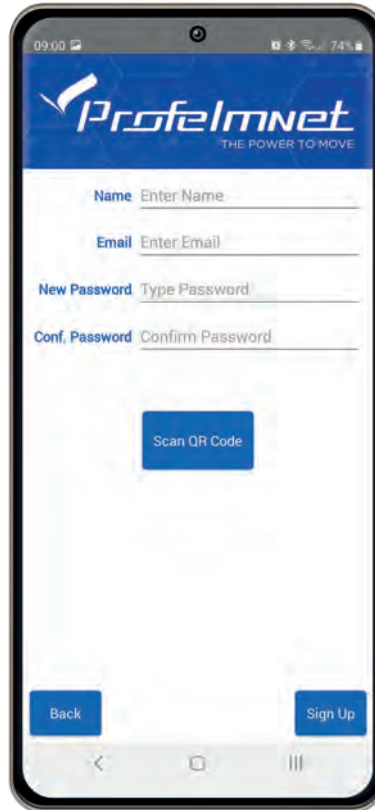 09:00 74%
Profelmnet
THE POWER TO MOVE
Name Enter Name
Email Enter Email
New Password Type Password
Conf. Password Confirm Password
Scan QR Code
Back Sign Up